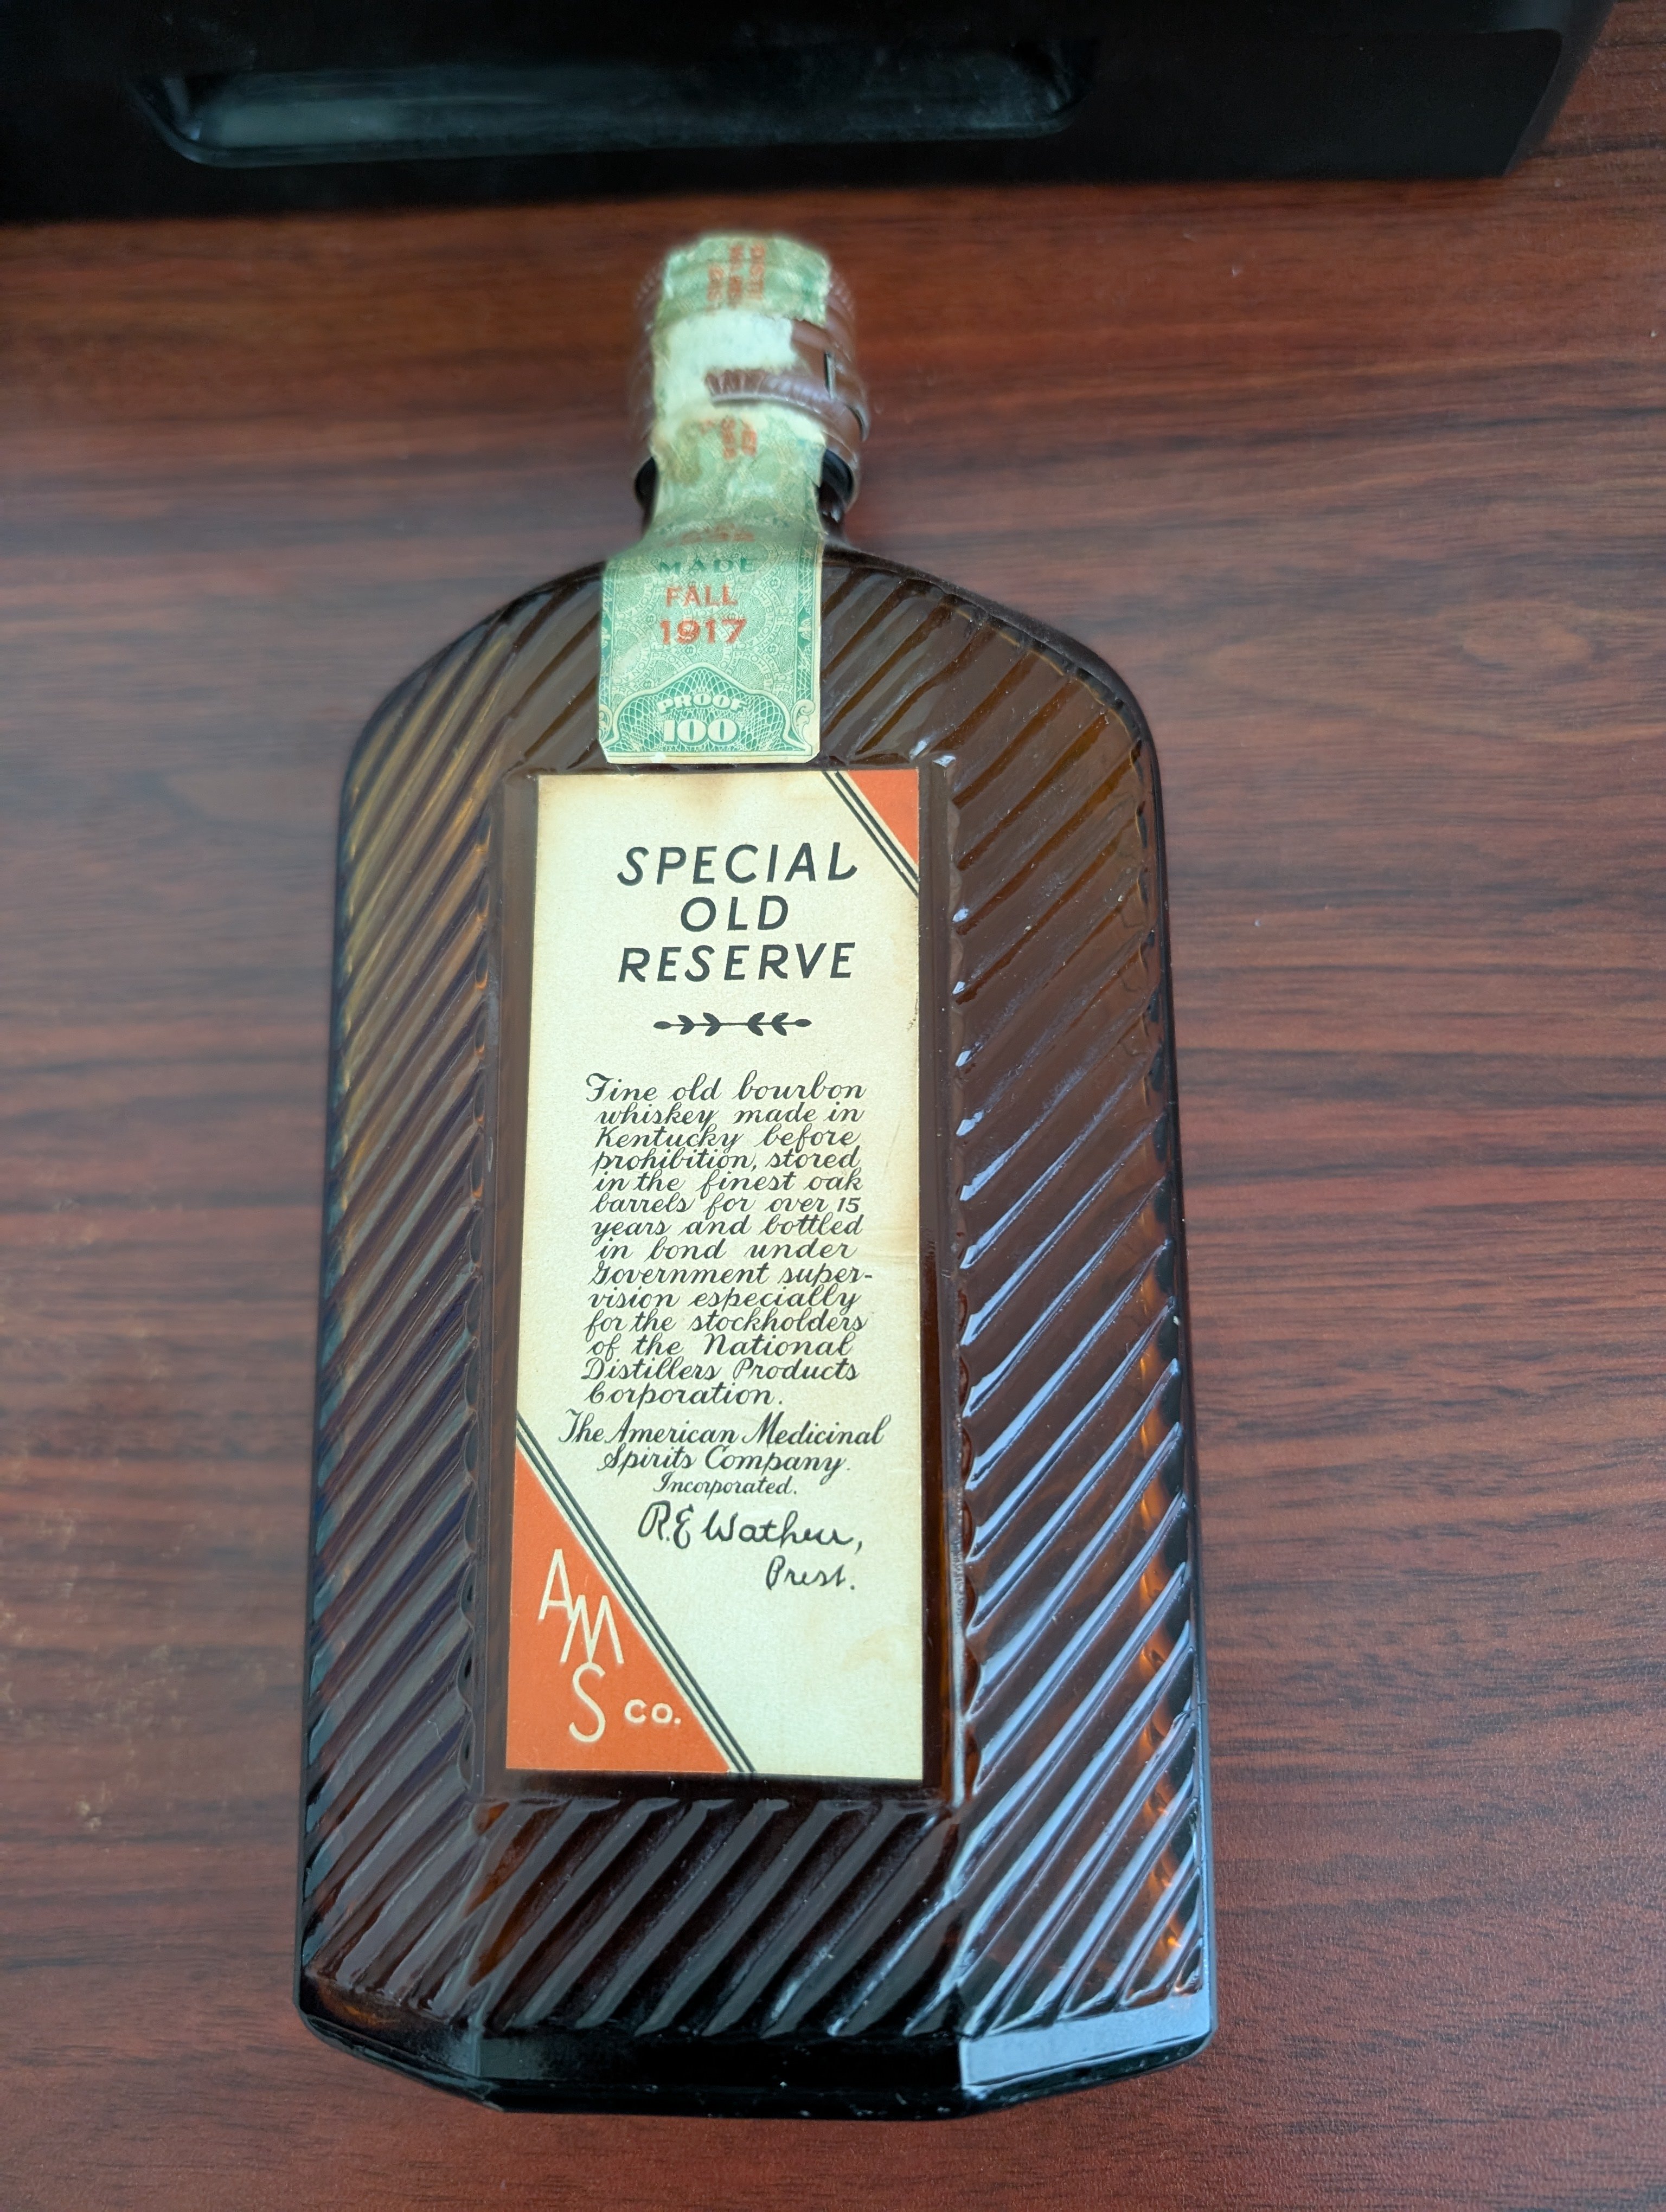 MADE
FALL
1917
PROOF
100
SPECIAL
OLD
RESERVE
Fine old bourbon
whiskey made in
Kentucky before
prohibition, stored
in the finest oak
barrels for over 15
years and bottled
in bond under
Government super-
vision especially
for the stockholders
of the National
Distillers Products
Corporation.
The American Medicinal
Spirits Company.
Incorporated.
R.E. Wathen,
Prest.
AMS CO.